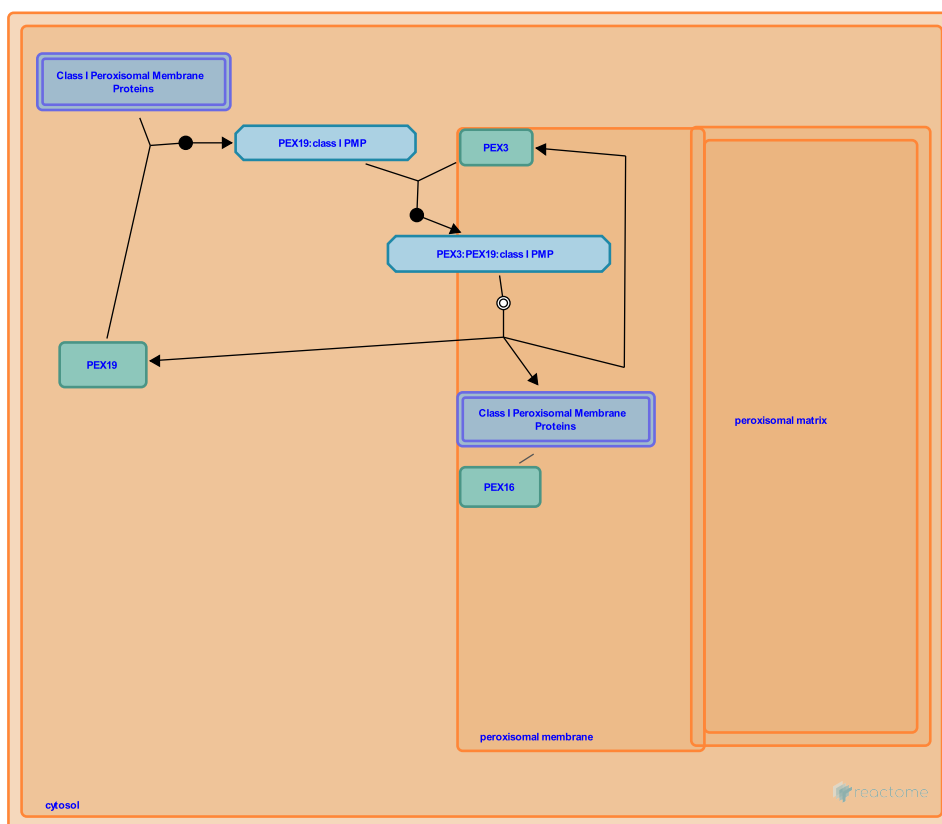 Class I Peroxisomal Membrane
Proteins
PEX19:class I PMP
PEX3
PEX3:PEX19:class I PMP
PEX19
Class I Peroxisomal Membrane
Proteins
peroxisomal matrix
PEX16
peroxisomal membrane
reactome
cytosol